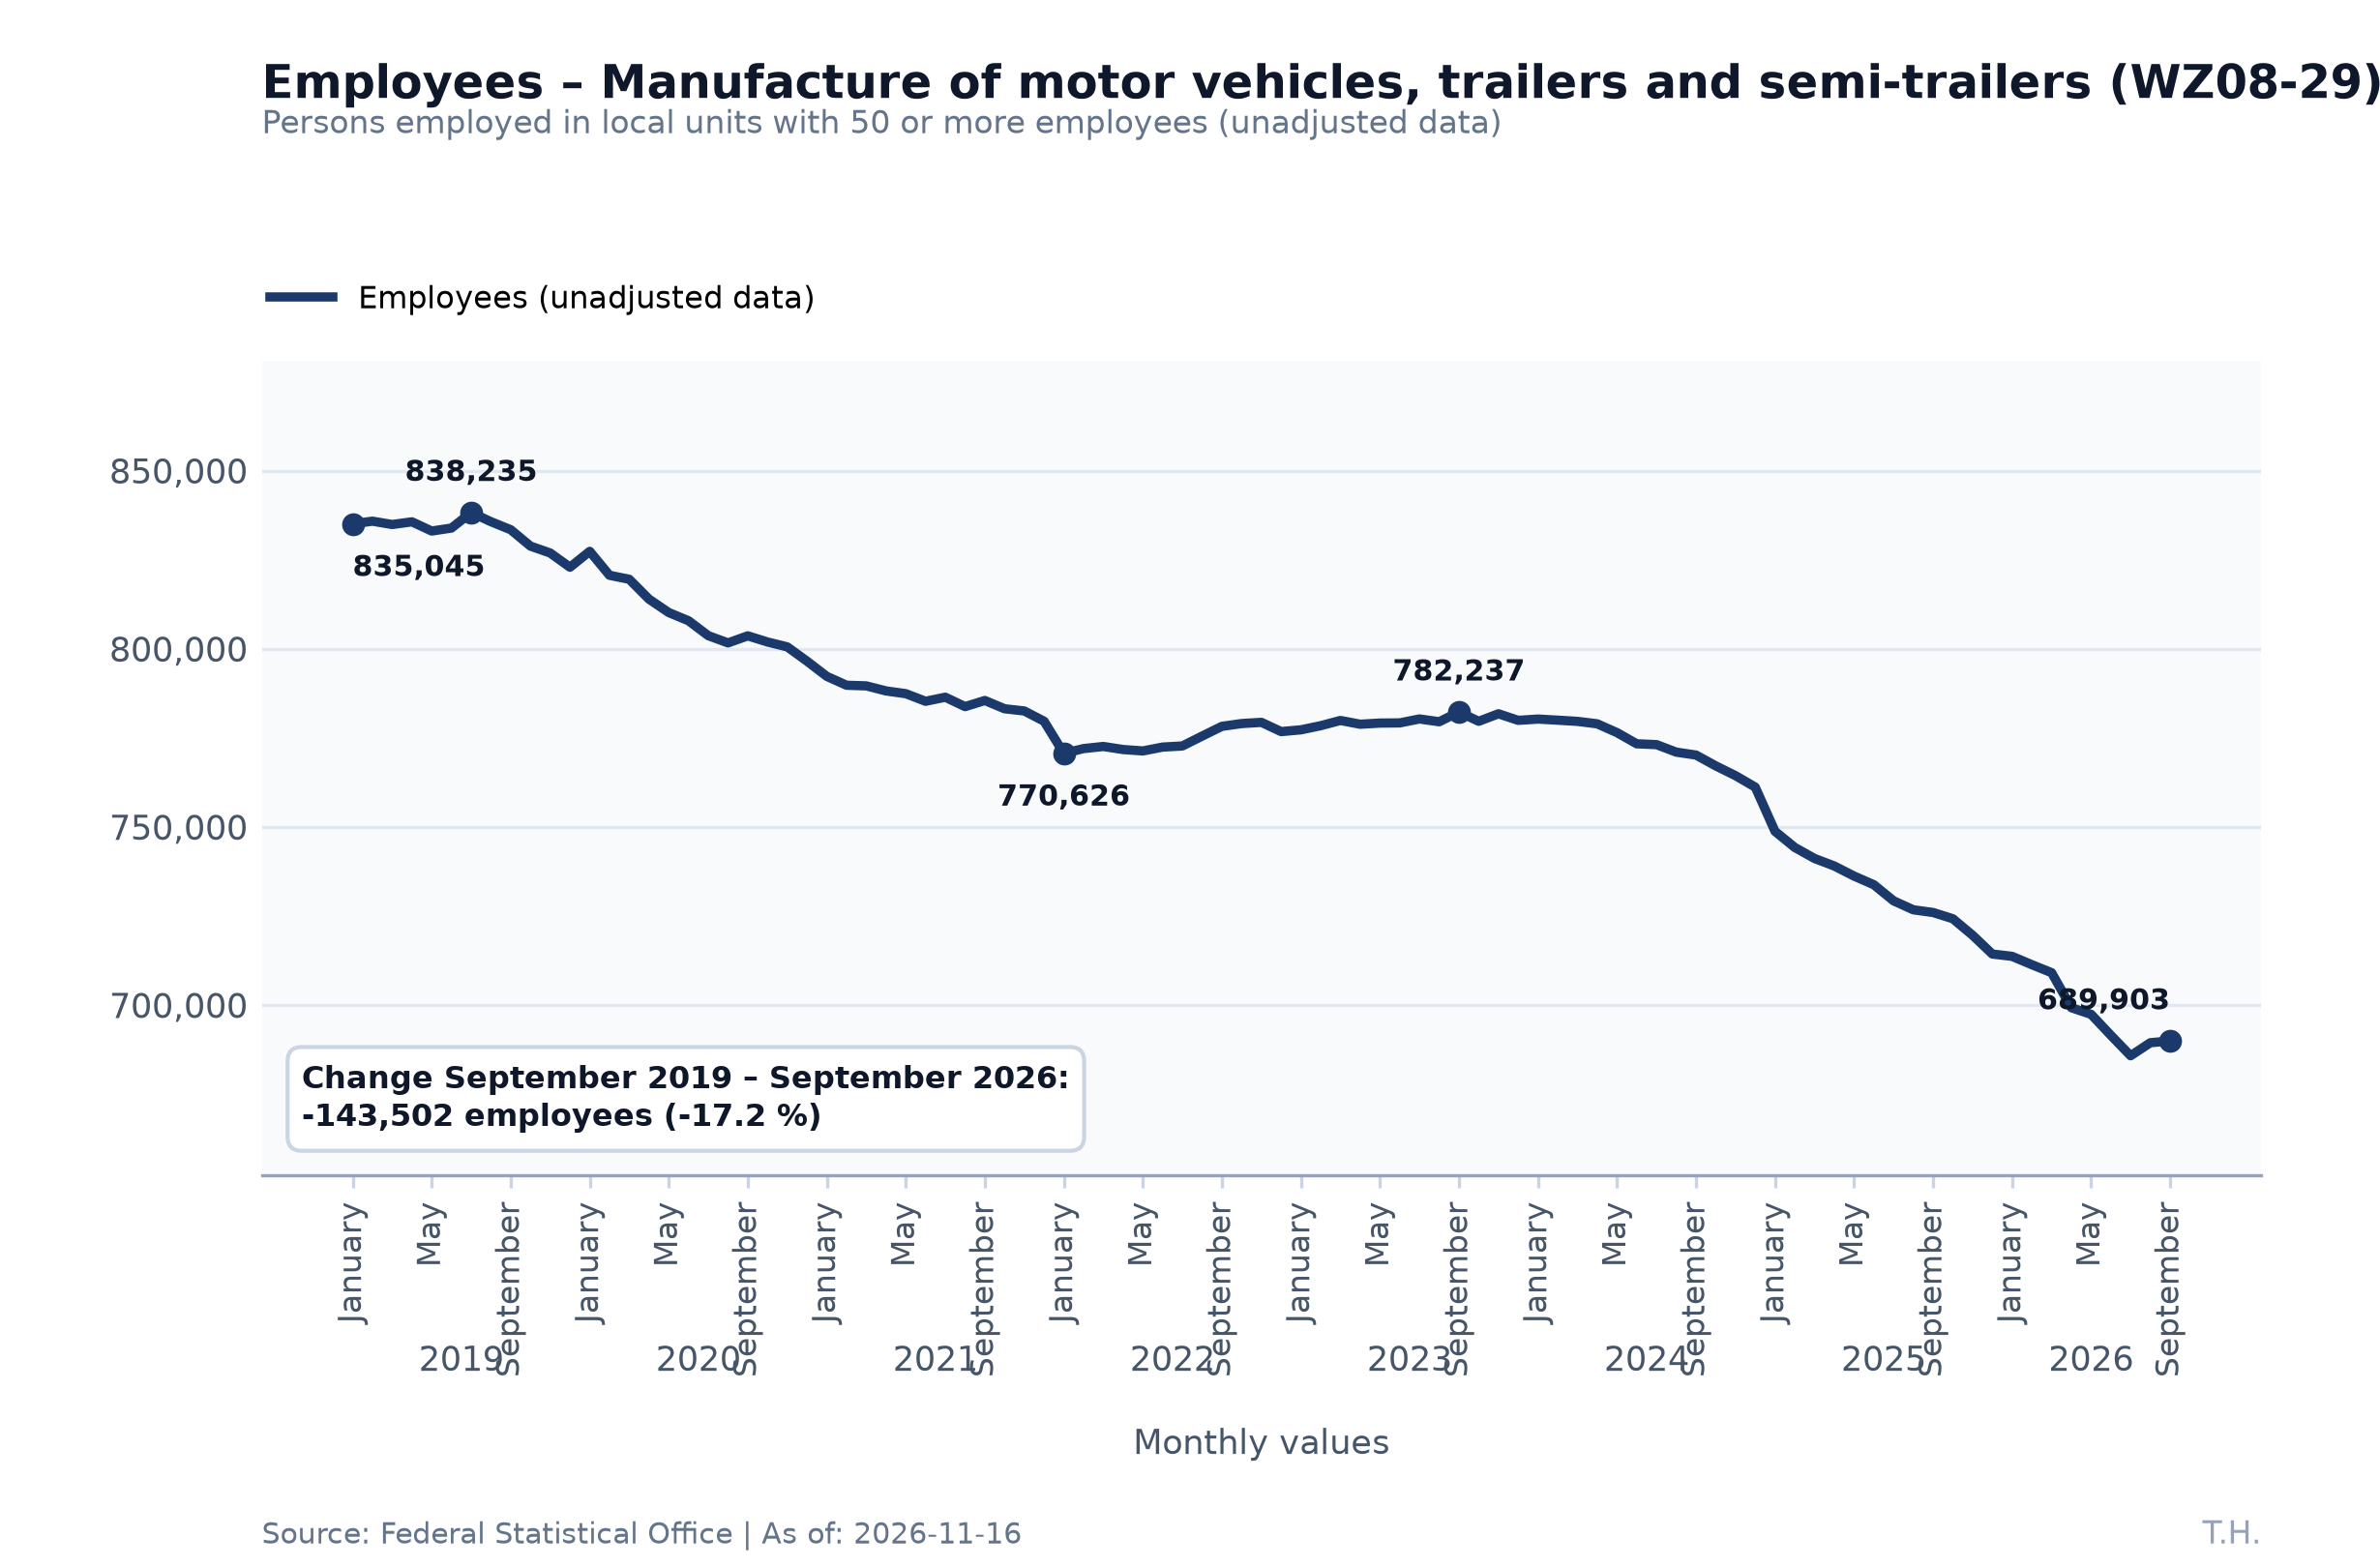 Employees – Manufacture of motor vehicles, trailers and semi-trailers (WZ08-29)
Persons employed in local units with 50 or more employees (unadjusted data)
Employees (unadjusted data)
850,000
800,000
750,000
700,000
838,235
835,045
782,237
770,626
689,903
Change September 2019 – September 2026:
-143,502 employees (-17.2 %)
January May September January May September January May September January May September January May September January May September January May September January May September
2019 2020 2021 2022 2023 2024 2025 2026
Monthly values
Source: Federal Statistical Office | As of: 2026-11-16
T.H.